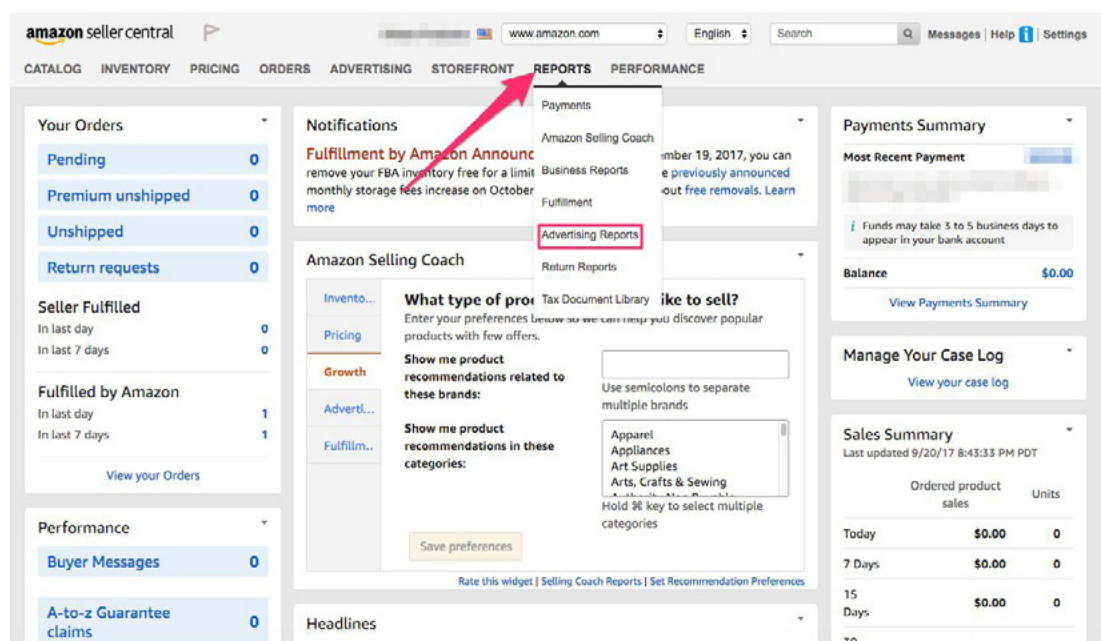 amazon seller central
www.amazon.com
English
Search
Messages | Help | Settings
CATALOG INVENTORY PRICING ORDERS ADVERTISING STOREFRONT REPORTS PERFORMANCE
Payments
Amazon Selling Coach
Business Reports
Fulfillment
Advertising Reports
Return Reports
Tax Document Library
Your Orders
Pending 0
Premium unshipped 0
Unshipped 0
Return requests 0
Seller Fulfilled
In last day 0
In last 7 days 0
Fulfilled by Amazon
In last day 1
In last 7 days 1
View your Orders
Performance
Buyer Messages 0
A-to-z Guarantee
claims 0
Notifications
Fulfillment by Amazon Announc
mber 19, 2017, you can
remove your FBA inventory free for a limit
e previously announced
monthly storage fees increase on October
out free removals. Learn
more
Amazon Selling Coach
Invento...
Pricing
Growth
Adverti...
Fulfillm..
What type of pro ike to sell?
Enter your preferences below so we can help you discover popular
products with few offers.
Show me product
recommendations related to
these brands:
Use semicolons to separate
multiple brands
Show me product
recommendations in these
categories:
Apparel
Appliances
Art Supplies
Arts, Crafts & Sewing
Hold ⌘ key to select multiple
categories
Save preferences
Rate this widget | Selling Coach Reports | Set Recommendation Preferences
Headlines
Payments Summary
Most Recent Payment
i Funds may take 3 to 5 business days to
appear in your bank account
Balance $0.00
View Payments Summary
Manage Your Case Log
View your case log
Sales Summary
Last updated 9/20/17 8:43:33 PM PDT
Ordered product
sales
Units
Today $0.00 0
7 Days $0.00 0
15
Days $0.00 0